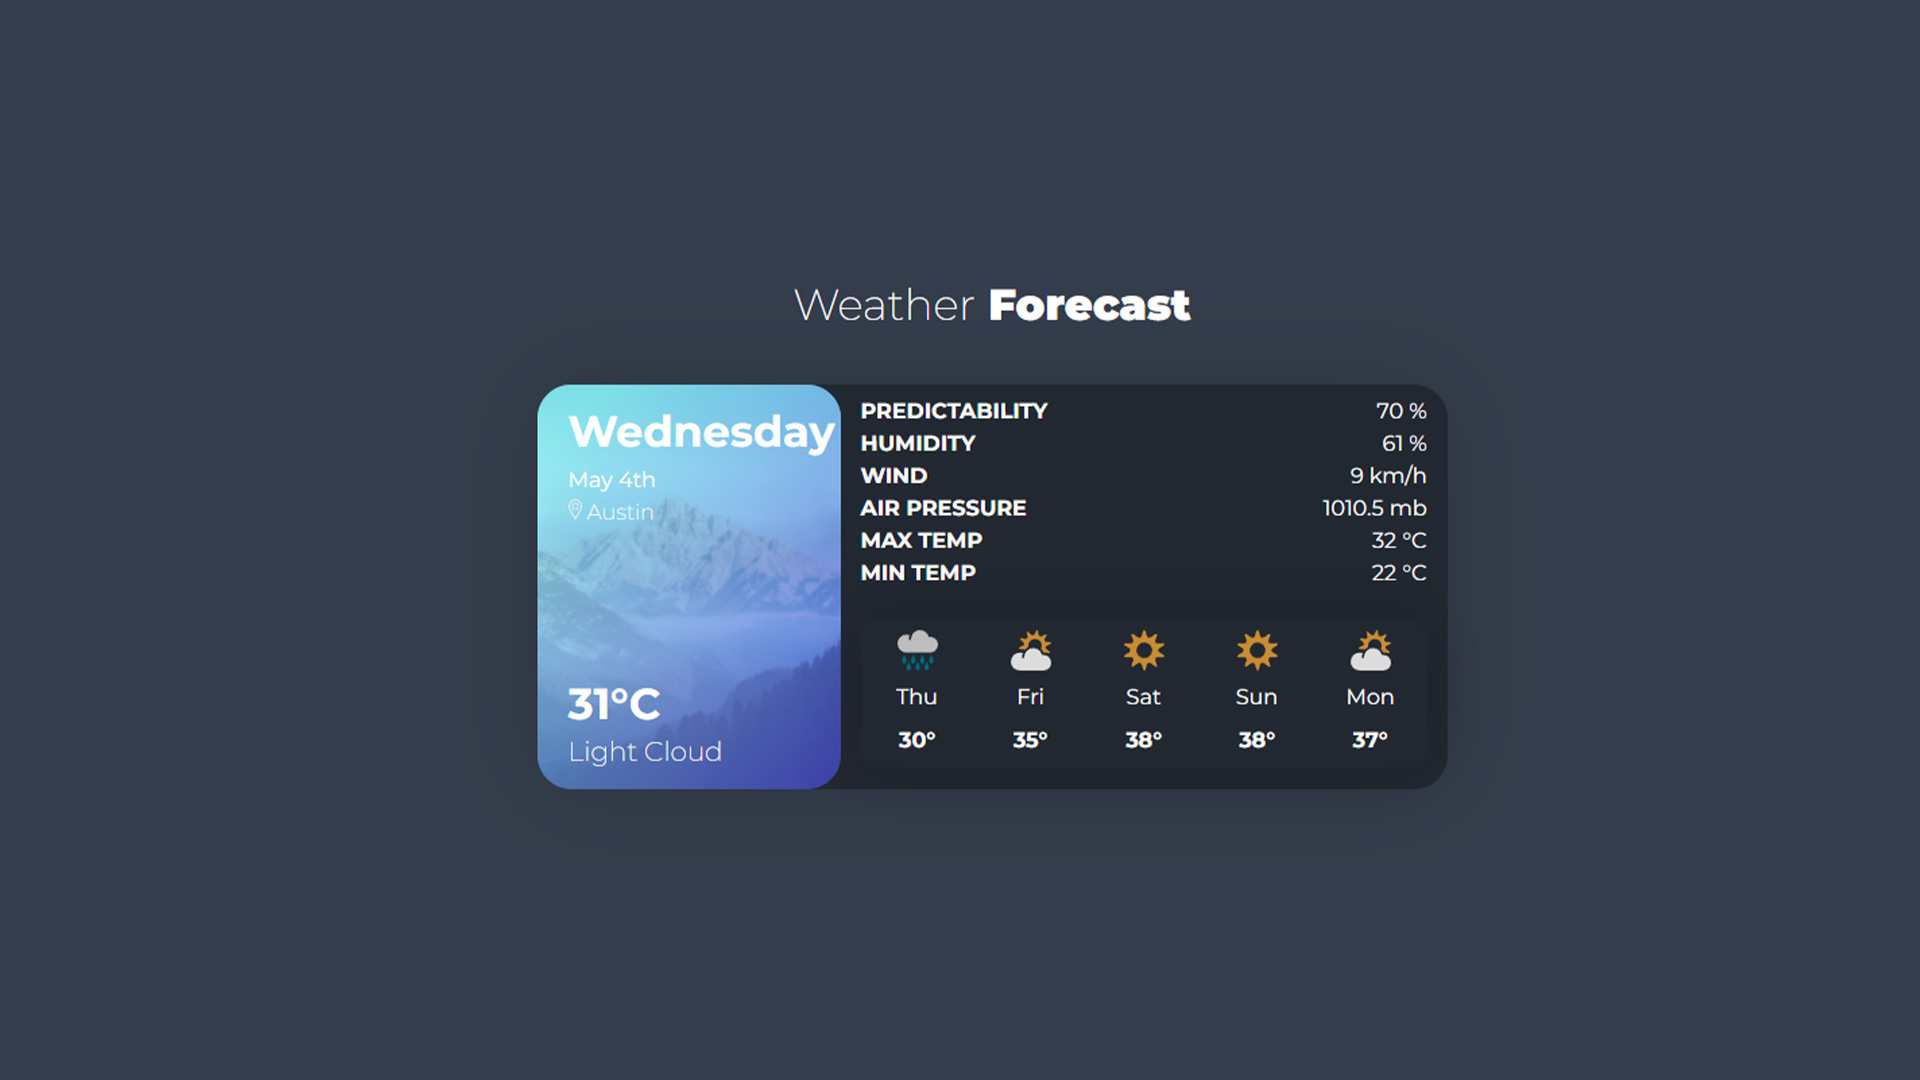 Weather Forecast
Wednesday
May 4th
Austin
31°C
Light Cloud
PREDICTABILITY 70 %
HUMIDITY 61 %
WIND 9 km/h
AIR PRESSURE 1010.5 mb
MAX TEMP 32 °C
MIN TEMP 22 °C
Thu Fri Sat Sun Mon
30° 35° 38° 38° 37°